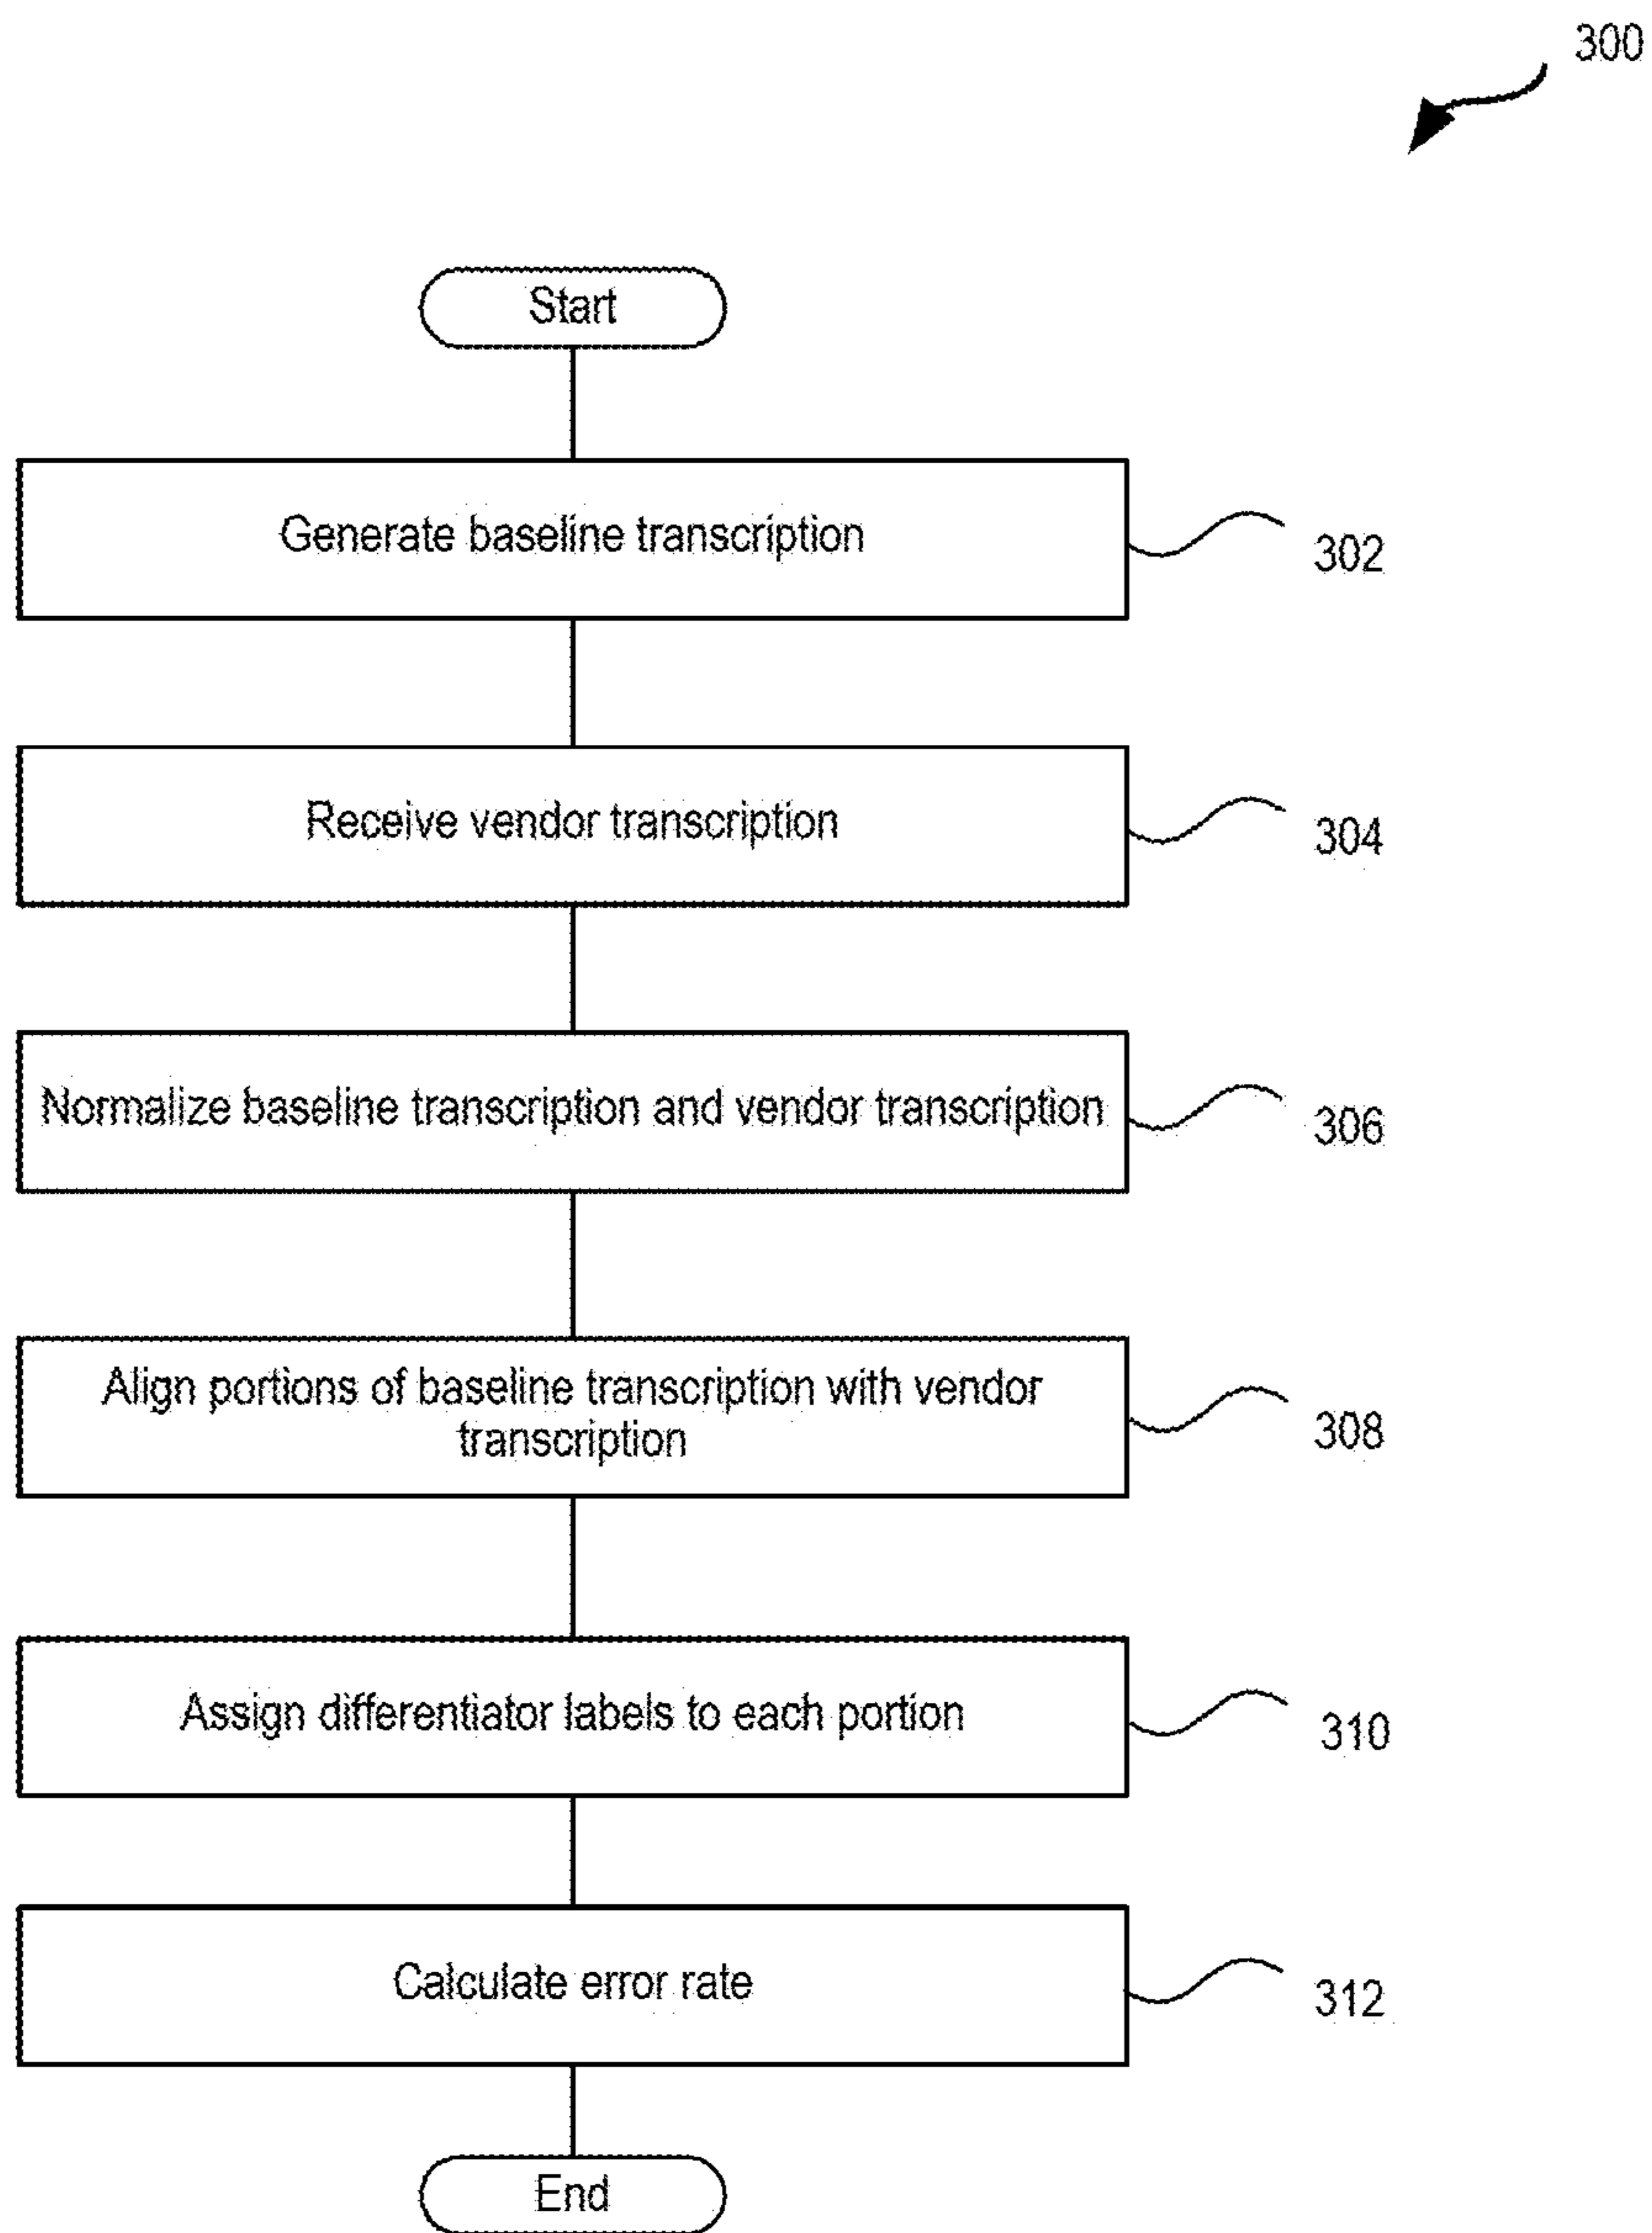 300
Start
Generate baseline transcription
302
Receive vendor transcription
304
Normalize baseline transcription and vendor transcription
306
Align portions of baseline transcription with vendor
transcription
308
Assign differentiator labels to each portion
310
Calculate error rate
312
End